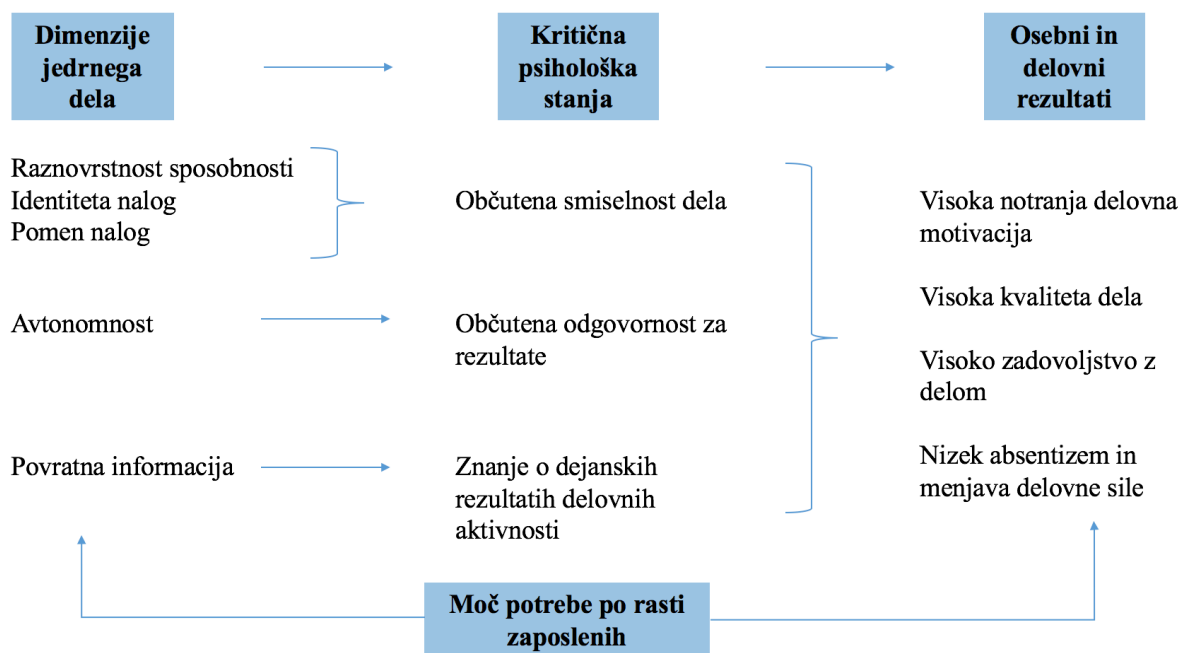 Dimenzije
jedrnega
dela
Kritična
psihološka
stanja
Osebni in
delovni
rezultati
Raznovrstnost sposobnosti
Identiteta nalog
Pomen nalog
Občutena smiselnost dela
Visoka notranja delovna
motivacija
Avtonomnost
Občutena odgovornost za
rezultate
Visoka kvaliteta dela
Visoko zadovoljstvo z
delom
Povratna informacija
Znanje o dejanskih
rezultatih delovnih
aktivnosti
Nizek absentizem in
menjava delovne sile
Moč potrebe po rasti
zaposlenih